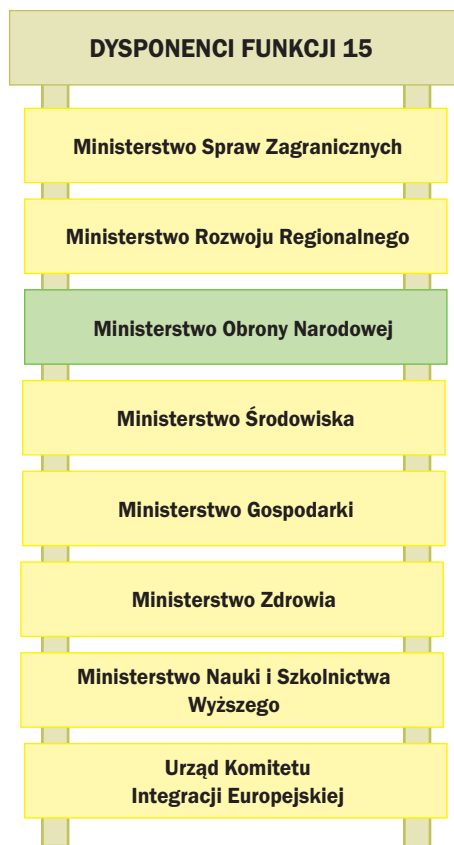 DYSPONENCI FUNKCJI 15
Ministerstwo Spraw Zagranicznych
Ministerstwo Rozwoju Regionalnego
Ministerstwo Obrony Narodowej
Ministerstwo Środowiska
Ministerstwo Gospodarki
Ministerstwo Zdrowia
Ministerstwo Nauki i Szkolnictwa
Wyższego
Urząd Komitetu
Integracji Europejskiej